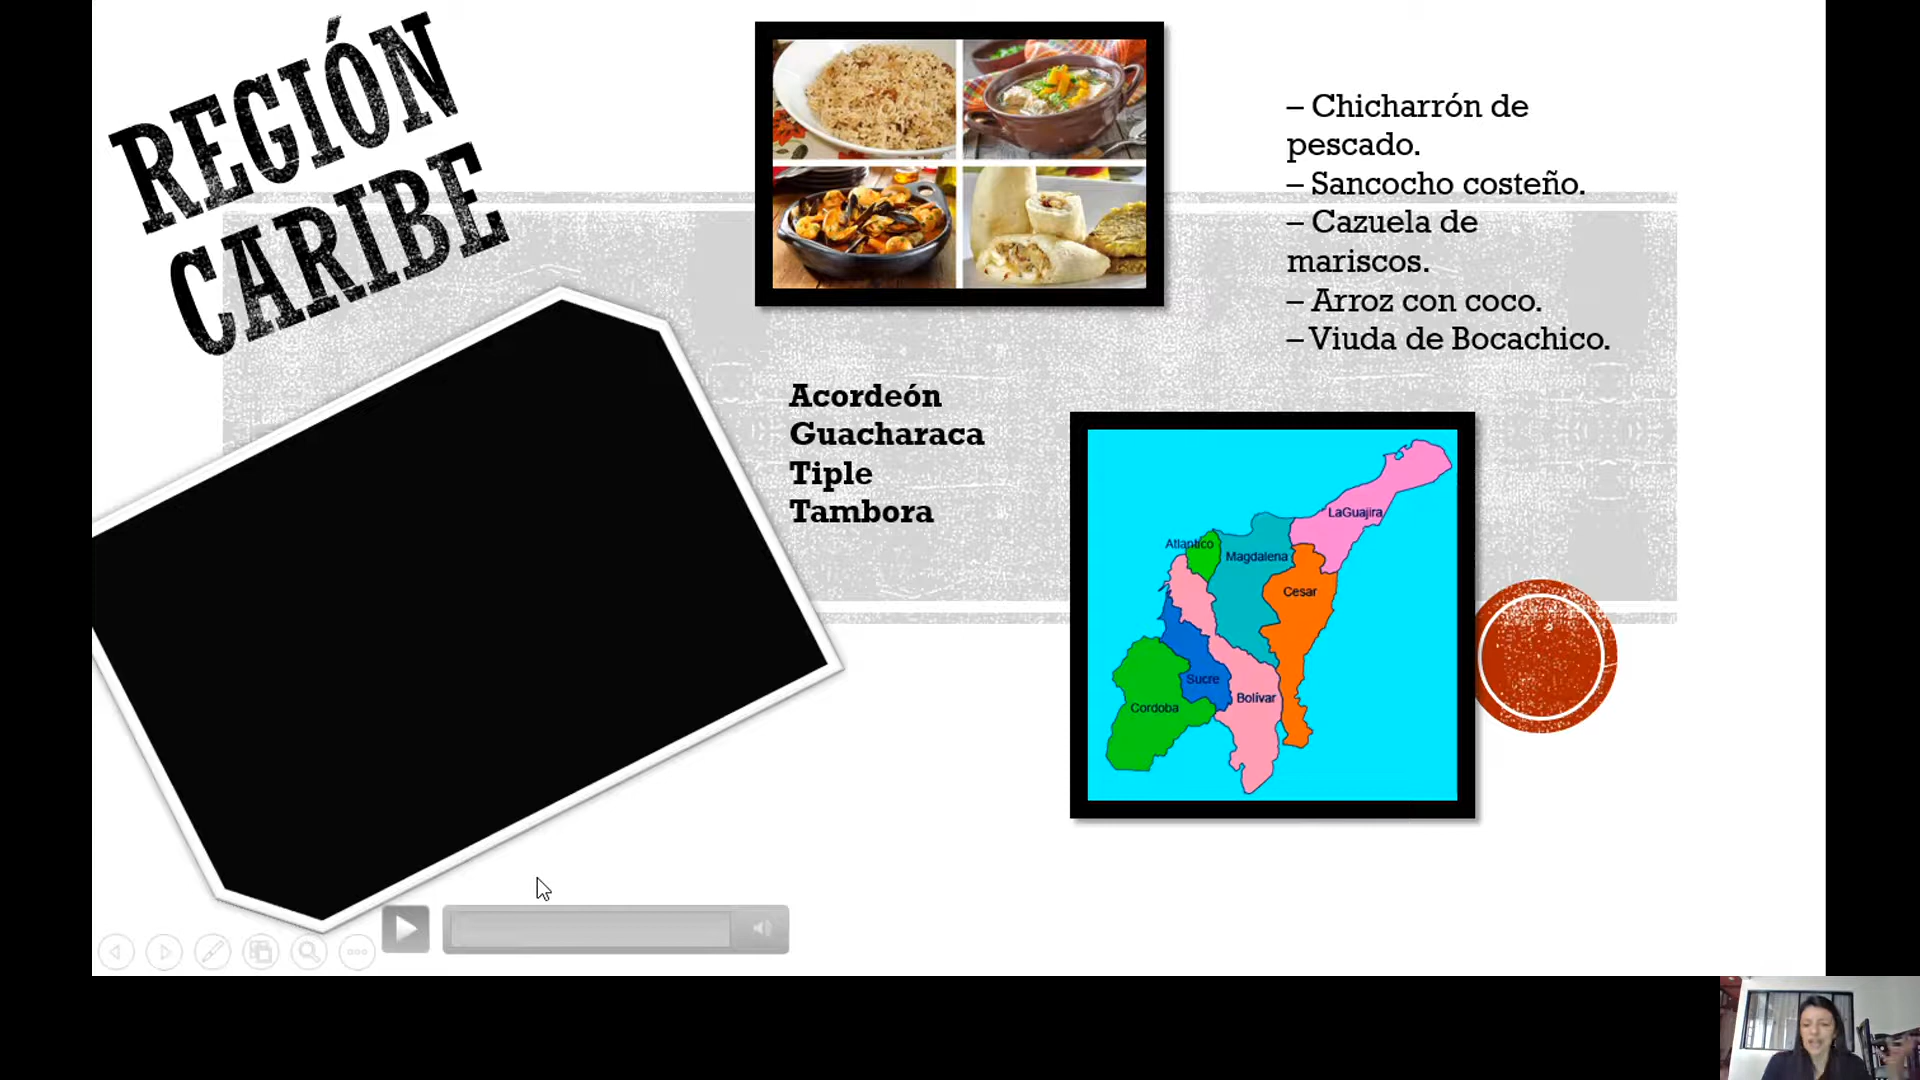 REGIÓN
CARIBE
– Chicharrón de
pescado.
– Sancocho costeño.
– Cazuela de
mariscos.
– Arroz con coco.
– Viuda de Bocachico.
Acordeón
Guacharaca
Tiple
Tambora
LaGuajira
Atlantico
Magdalena
Cesar
Sucre
Bolívar
Cordoba